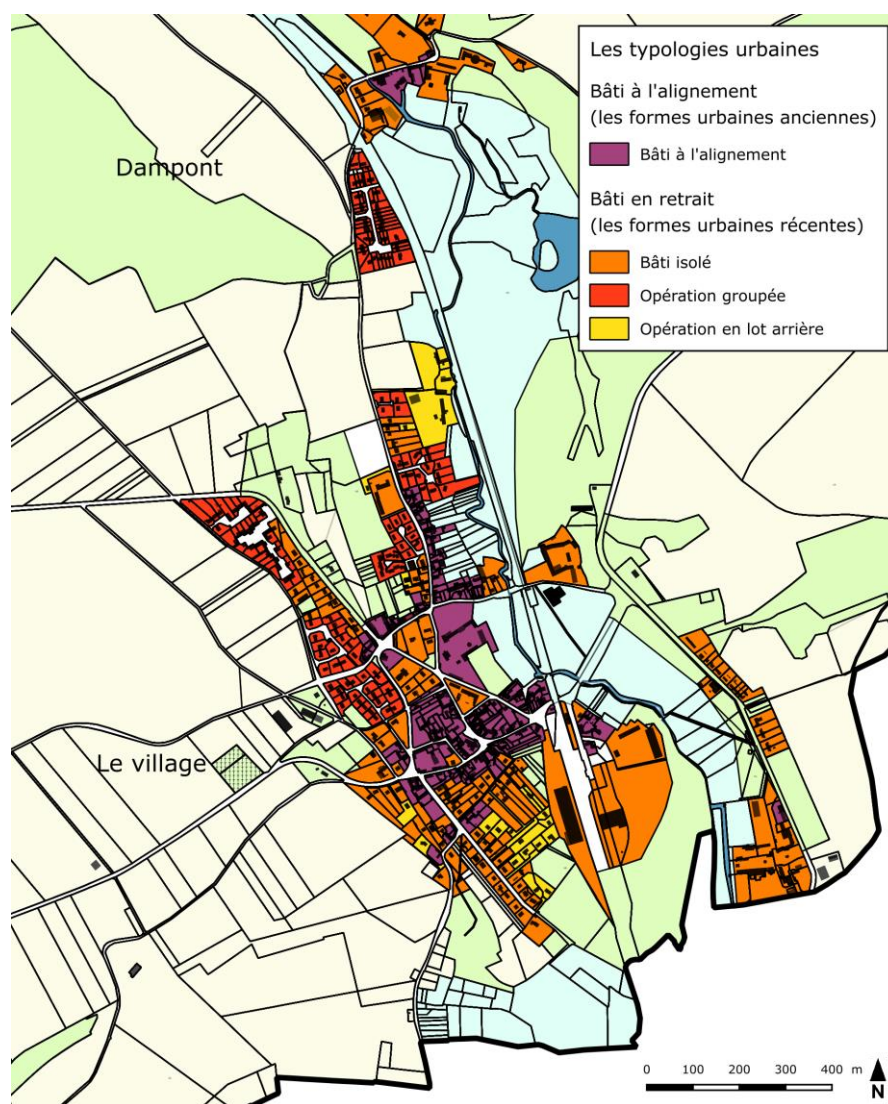 Les typologies urbaines
Bâti à l'alignement
(les formes urbaines anciennes)
Bâti à l'alignement
Bâti en retrait
(les formes urbaines récentes)
Bâti isolé
Opération groupée
Opération en lot arrière
Dampont
Le village
0 100 200 300 400 m
N